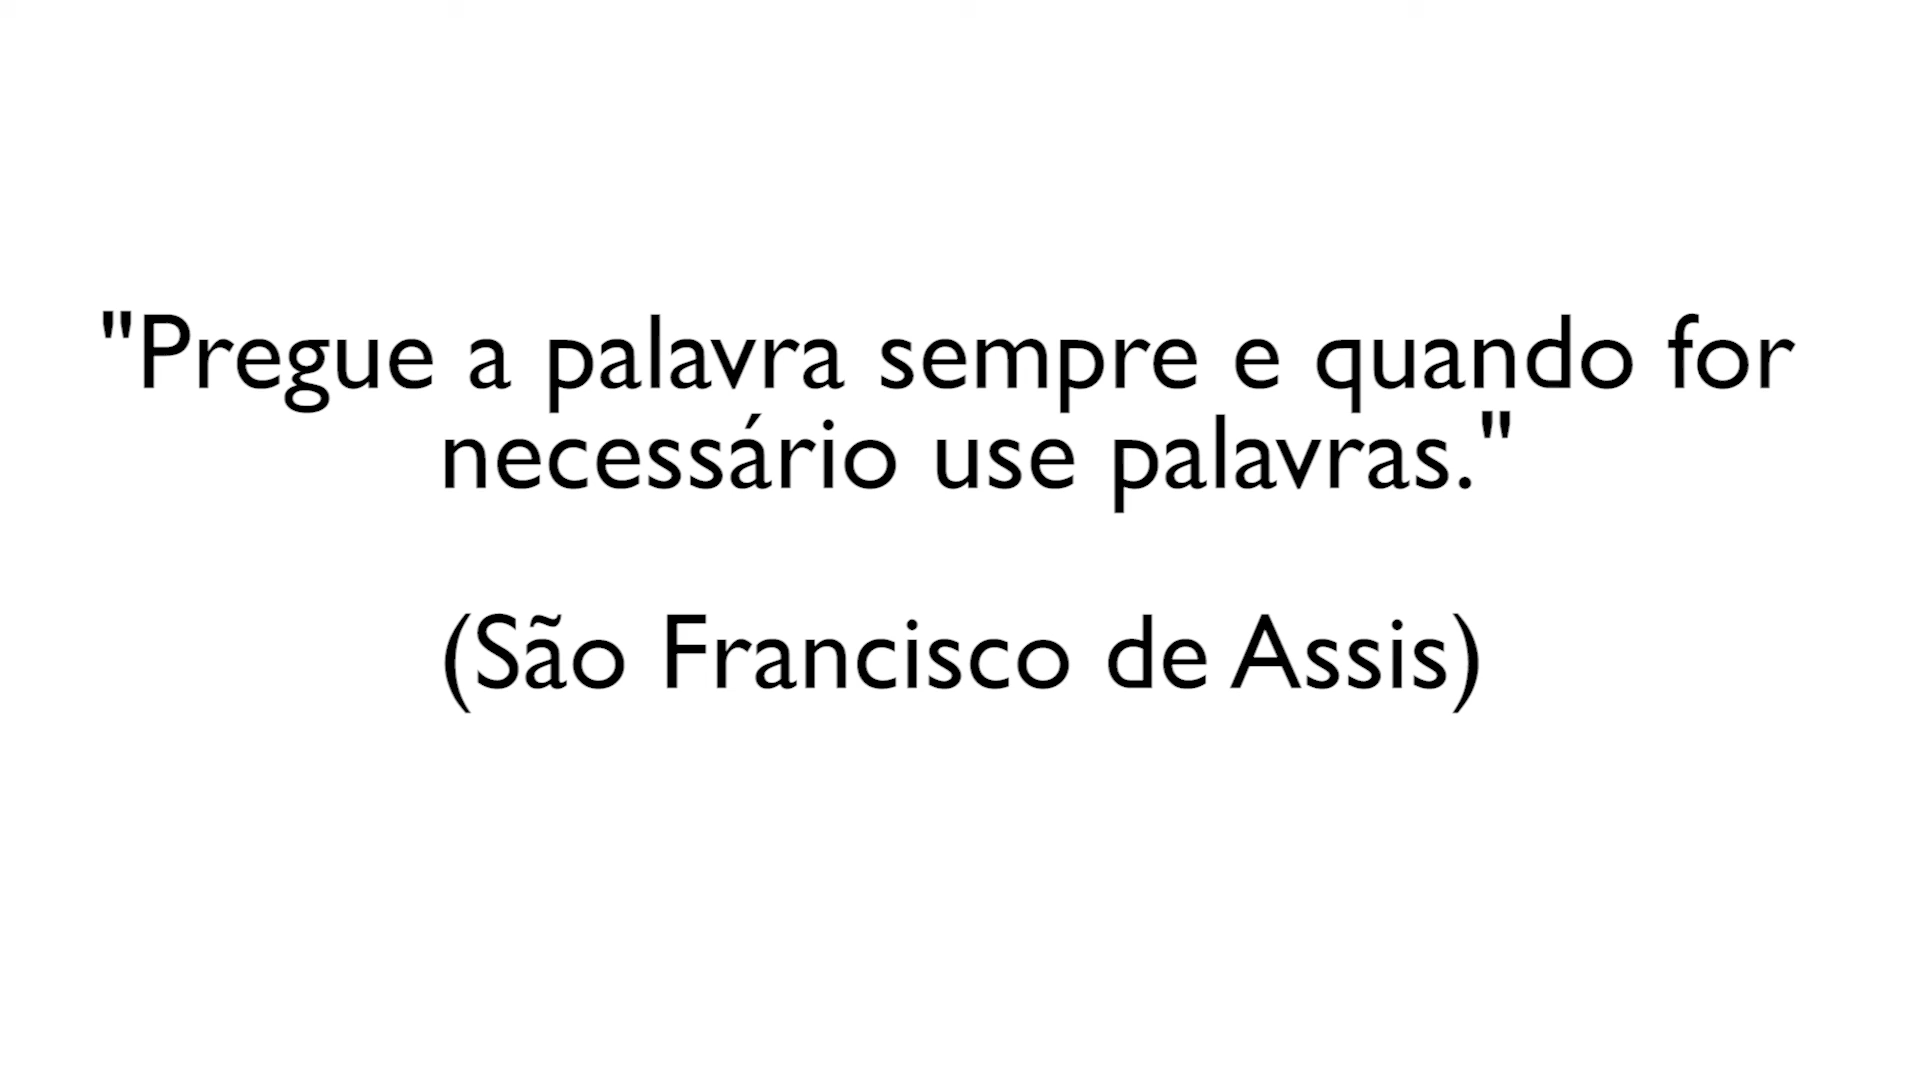 "Pregue a palavra sempre e quando for
necessário use palavras."
(São Francisco de Assis)